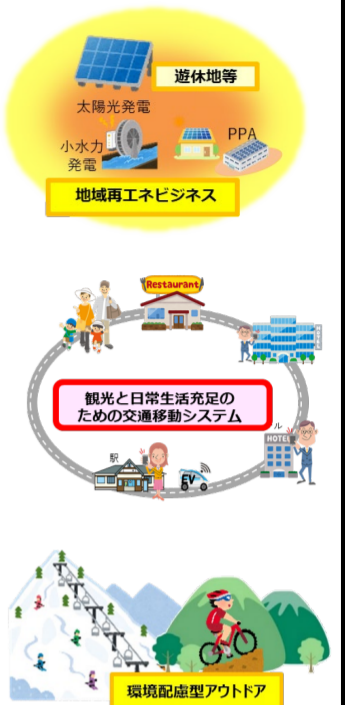 遊休地等
太陽光発電
小水力
発電
PPA
地域再エネビジネス
Restaurant
観光と日常生活充足の
ための交通移動システム
ル
HOTEL
駅
EV
環境配慮型アウトドア